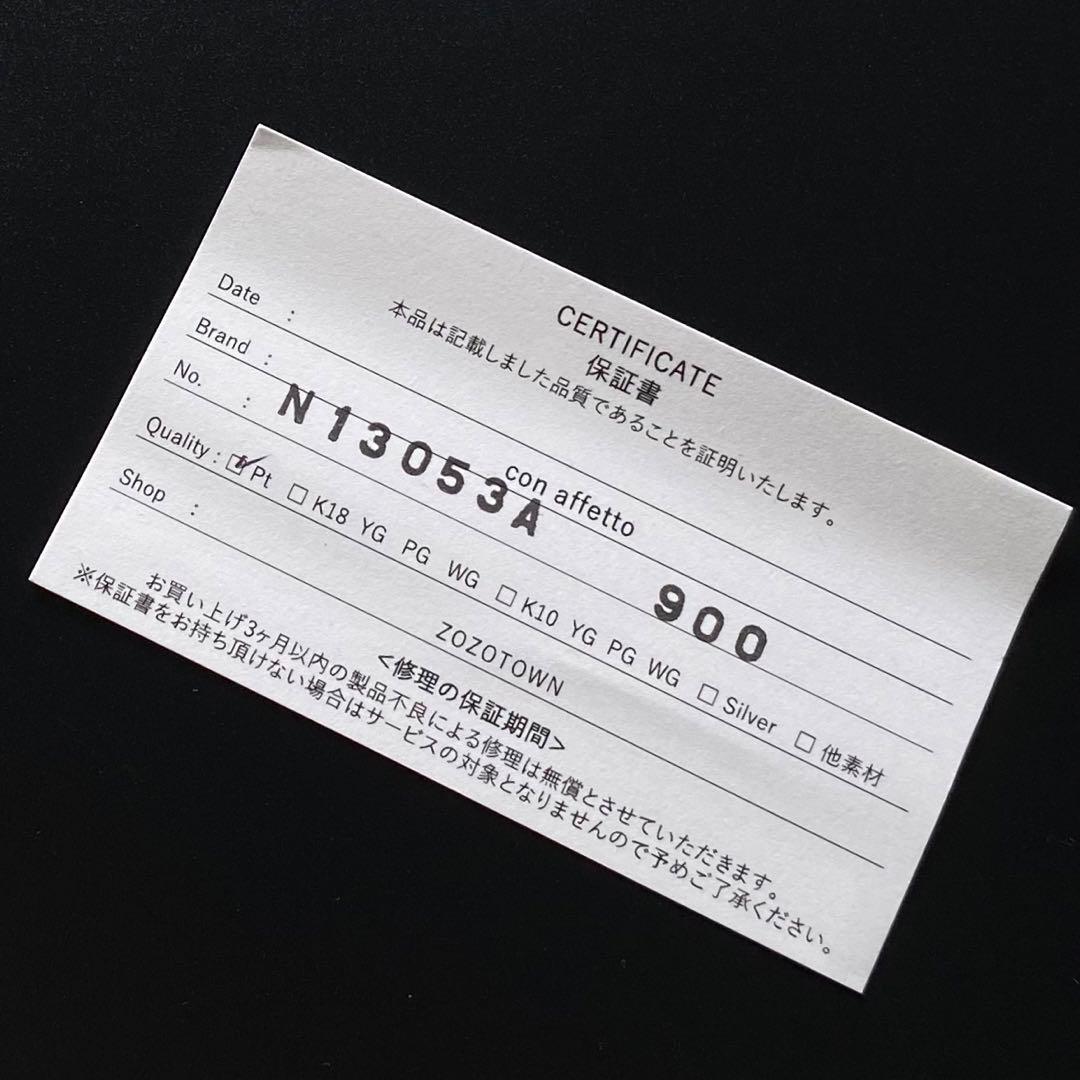 CERTIFICATE
保証書
本品は記載しました品質であることを証明いたします。
Date :
Brand : con affetto
No. : N13053A 900
Quality : ☑ Pt □ K18 YG PG WG □ K10 YG PG WG □ Silver □ 他素材
Shop : ZOZOTOWN
<修理の保証期間>
お買い上げ3ヶ月以内の製品不良による修理は無償とさせていただきます。
※保証書をお持ち頂けない場合はサービスの対象となりませんので予めご了承ください。